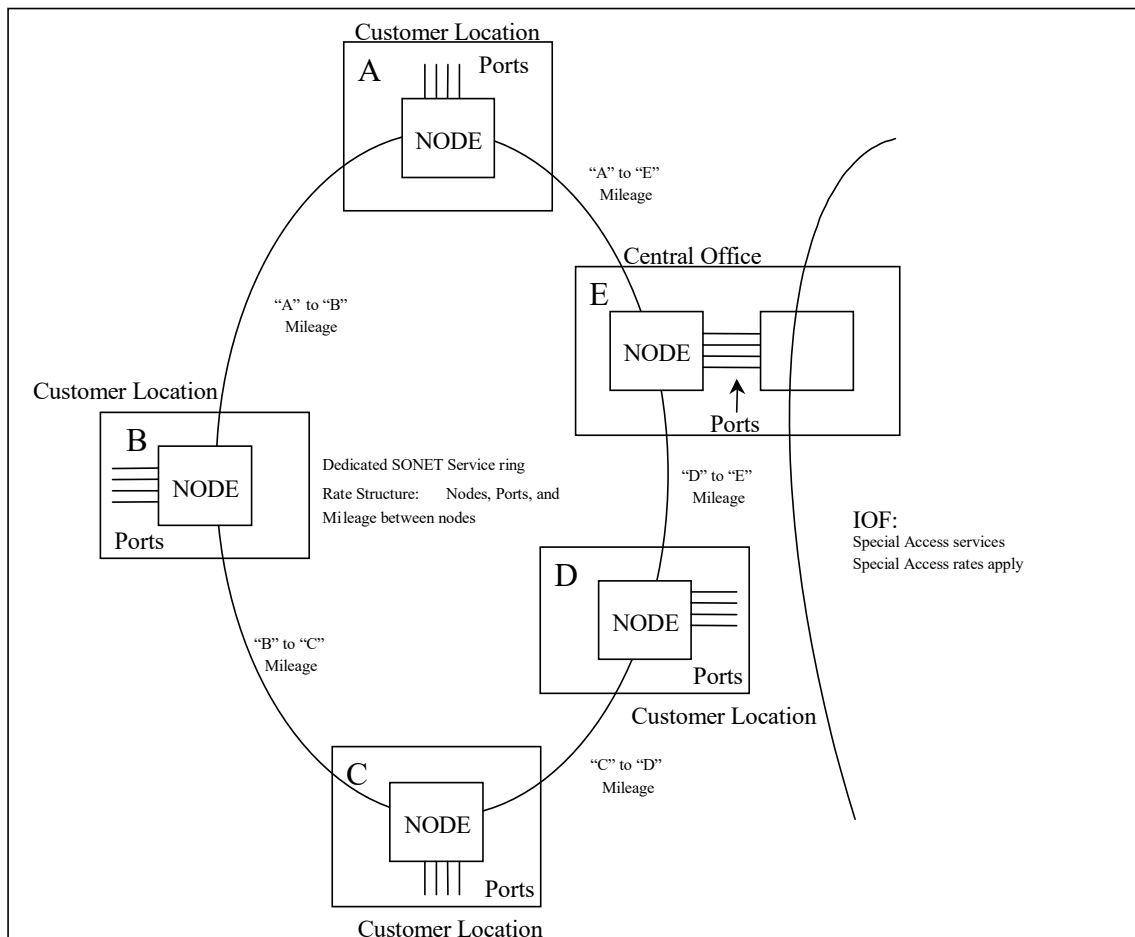 Customer Location
A
Ports
NODE
“A” to “E”
Mileage
Central Office
E
NODE
Ports
“A” to “B”
Mileage
Customer Location
B
NODE
Ports
Dedicated SONET Service ring
Rate Structure: Nodes, Ports, and
Mileage between nodes
“D” to “E”
Mileage
IOF:
Special Access services
Special Access rates apply
D
NODE
Ports
Customer Location
“B” to “C”
Mileage
“C” to “D”
Mileage
C
NODE
Ports
Customer Location